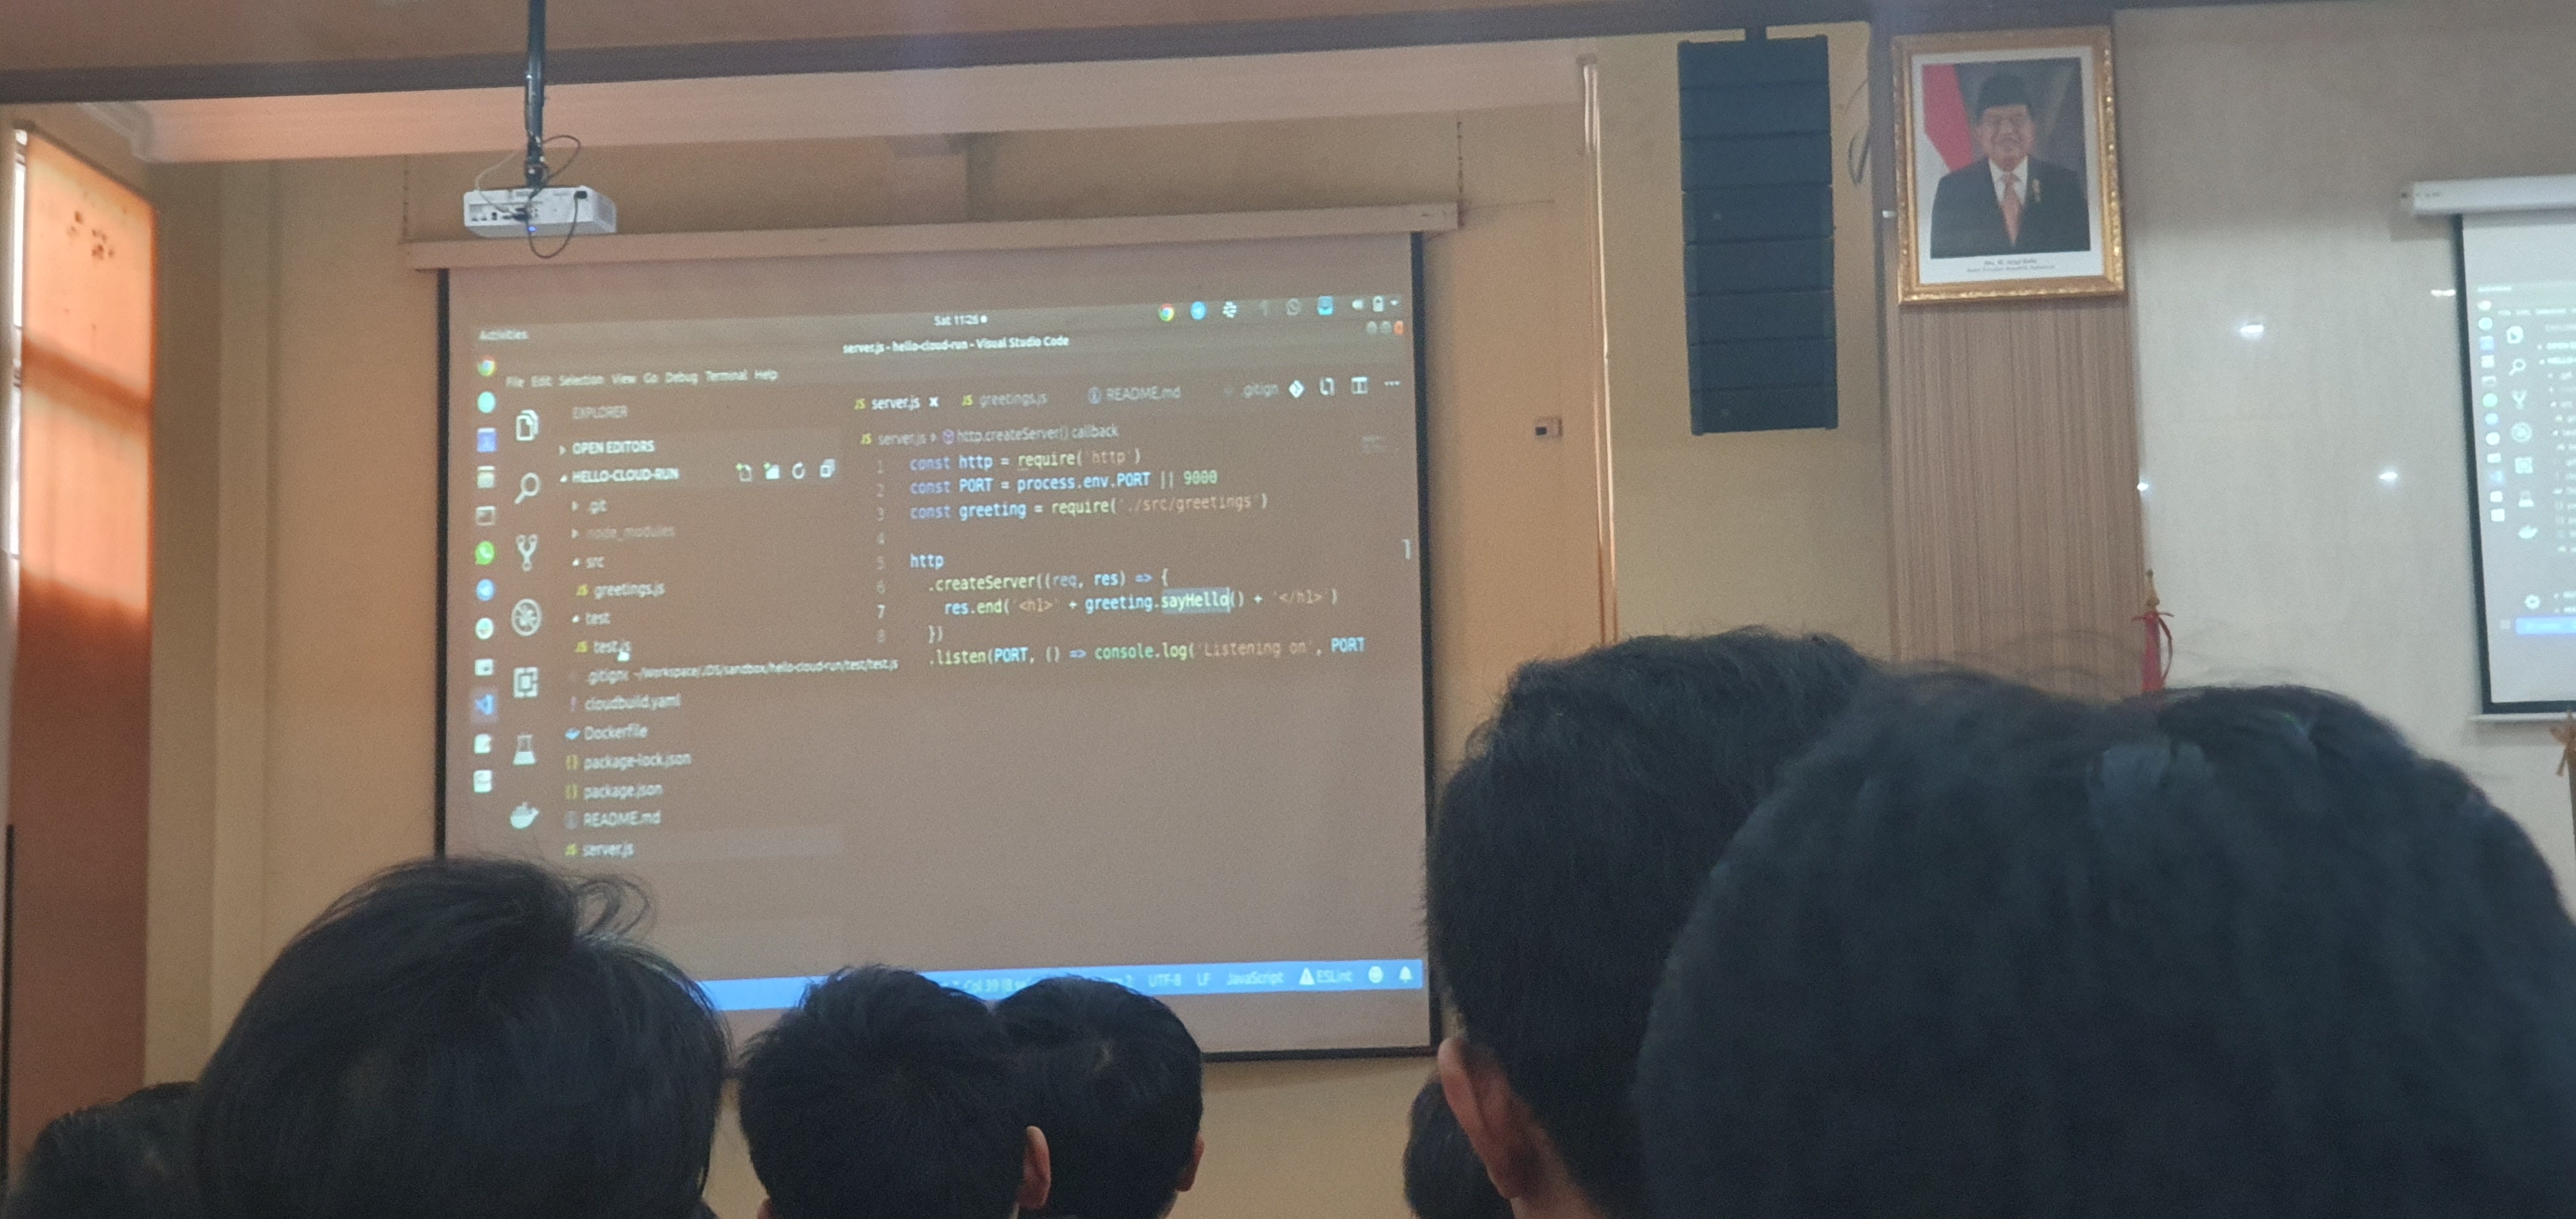 Activities
Sat 11:26
server.js - hello-cloud-run - Visual Studio Code
File Edit Selection View Go Debug Terminal Help
EXPLORER
OPEN EDITORS
HELLO-CLOUD-RUN
.git
node_modules
src
JS greetings.js
test
JS test.js
~/Workspace/JDS/sandbox/hello-cloud-run/test/test.js
cloudbuild.yaml
Dockerfile
{} package-lock.json
{} package.json
README.md
JS server.js
JS server.js x JS greetings.js README.md .gitign ...
JS server.js http.createServer() callback
1 const http = require('http')
2 const PORT = process.env.PORT || 9000
3 const greeting = require('./src/greetings')
4
5 http
6 .createServer((req, res) => {
7 res.end('<h1>' + greeting.sayHello() + '</h1>')
8 })
.listen(PORT, () => console.log('Listening on', PORT
Col 39 UTF-8 LF JavaScript ESLint